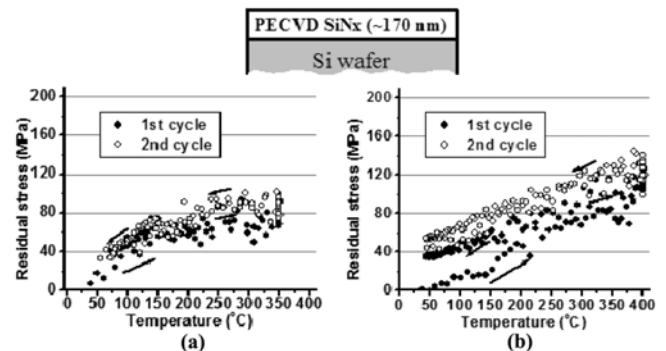 PECVD SiNx (~170 nm)
Si wafer
200
160
120
80
40
0
Residual stress (MPa)
1st cycle
2nd cycle
0 50 100 150 200 250 300 350 400
Temperature (°C)
(a)
200
160
120
80
40
0
Residual stress (MPa)
1st cycle
2nd cycle
0 50 100 150 200 250 300 350 400
Temperature (°C)
(b)